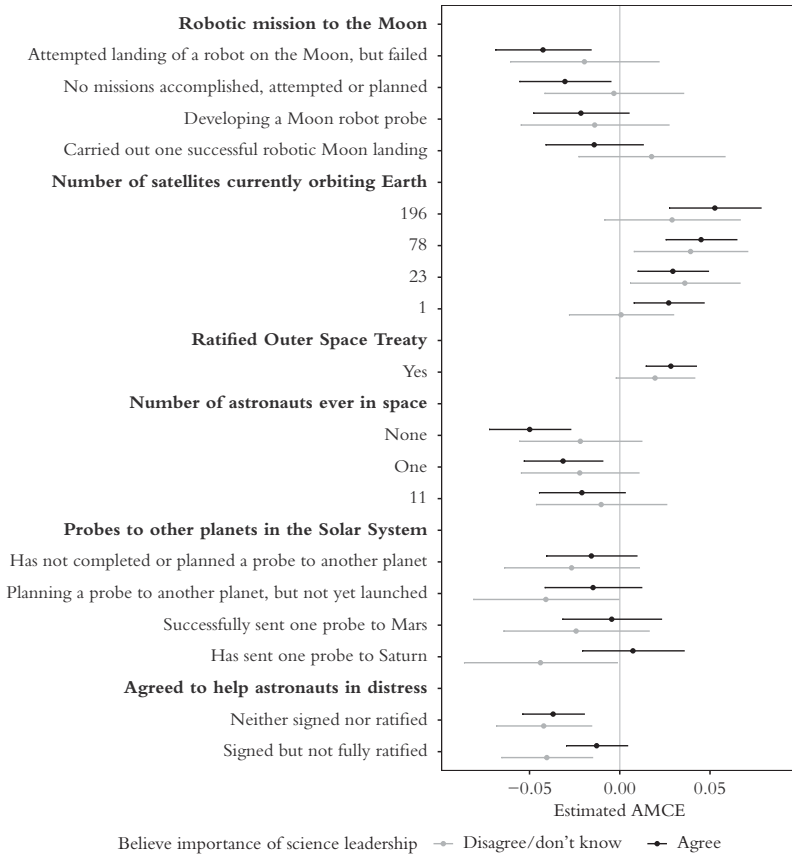 Robotic mission to the Moon
Attempted landing of a robot on the Moon, but failed
No missions accomplished, attempted or planned
Developing a Moon robot probe
Carried out one successful robotic Moon landing
Number of satellites currently orbiting Earth
196
78
23
1
Ratified Outer Space Treaty
Yes
Number of astronauts ever in space
None
One
11
Probes to other planets in the Solar System
Has not completed or planned a probe to another planet
Planning a probe to another planet, but not yet launched
Successfully sent one probe to Mars
Has sent one probe to Saturn
Agreed to help astronauts in distress
Neither signed nor ratified
Signed but not fully ratified
−0.05 0.00 0.05
Estimated AMCE
Believe importance of science leadership Disagree/don't know Agree